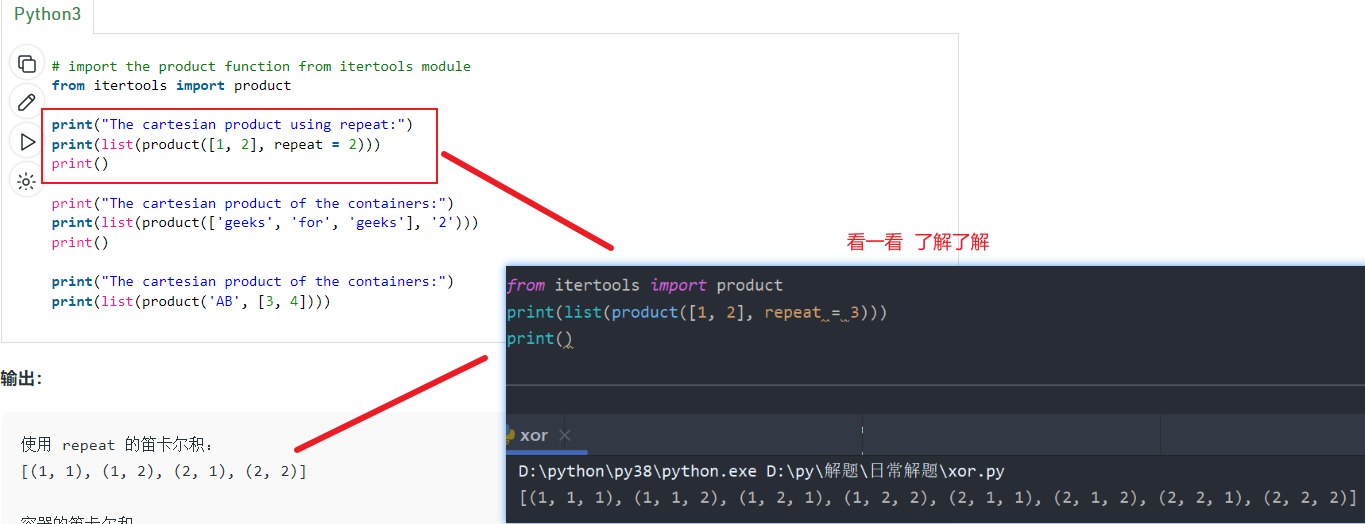 Python3
# import the product function from itertools module
from itertools import product
print("The cartesian product using repeat:")
print(list(product([1, 2], repeat = 2)))
print()
print("The cartesian product of the containers:")
print(list(product(['geeks', 'for', 'geeks'], '2')))
print()
print("The cartesian product of the containers:")
print(list(product('AB', [3, 4])))
看一看 了解了解
from itertools import product
print(list(product([1, 2], repeat = 3)))
print()
输出:
使用 repeat 的笛卡尔积:
[(1, 1), (1, 2), (2, 1), (2, 2)]
xor
D:\python\py38\python.exe D:\py\解题\日常解题\xor.py
[(1, 1, 1), (1, 1, 2), (1, 2, 1), (1, 2, 2), (2, 1, 1), (2, 1, 2), (2, 2, 1), (2, 2, 2)]